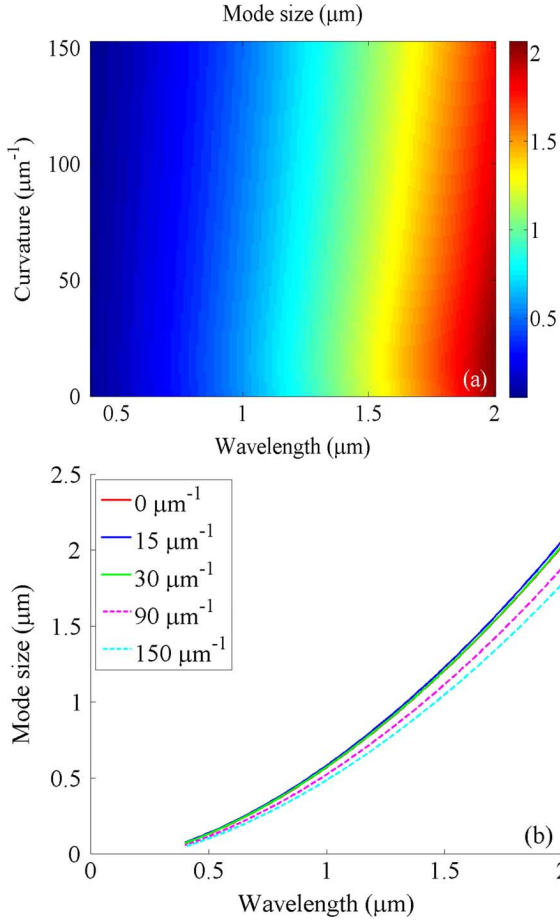 Mode size (μm)
150
100
50
0
Curvature (μm⁻¹)
0.5 1 1.5 2
Wavelength (μm)
2
1.5
1
0.5
(a)
2.5
2
1.5
1
0.5
0
Mode size (μm)
0 μm⁻¹
15 μm⁻¹
30 μm⁻¹
90 μm⁻¹
150 μm⁻¹
(b)
0 0.5 1 1.5 2
Wavelength (μm)